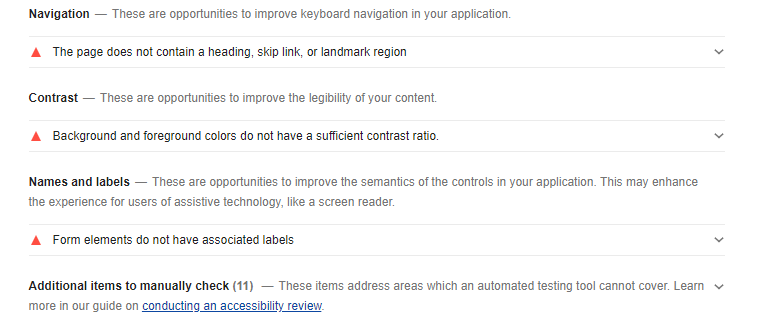 Navigation — These are opportunities to improve keyboard navigation in your application.
The page does not contain a heading, skip link, or landmark region
Contrast — These are opportunities to improve the legibility of your content.
Background and foreground colors do not have a sufficient contrast ratio.
Names and labels — These are opportunities to improve the semantics of the controls in your application. This may enhance
the experience for users of assistive technology, like a screen reader.
Form elements do not have associated labels
Additional items to manually check (11) — These items address areas which an automated testing tool cannot cover. Learn
more in our guide on conducting an accessibility review.